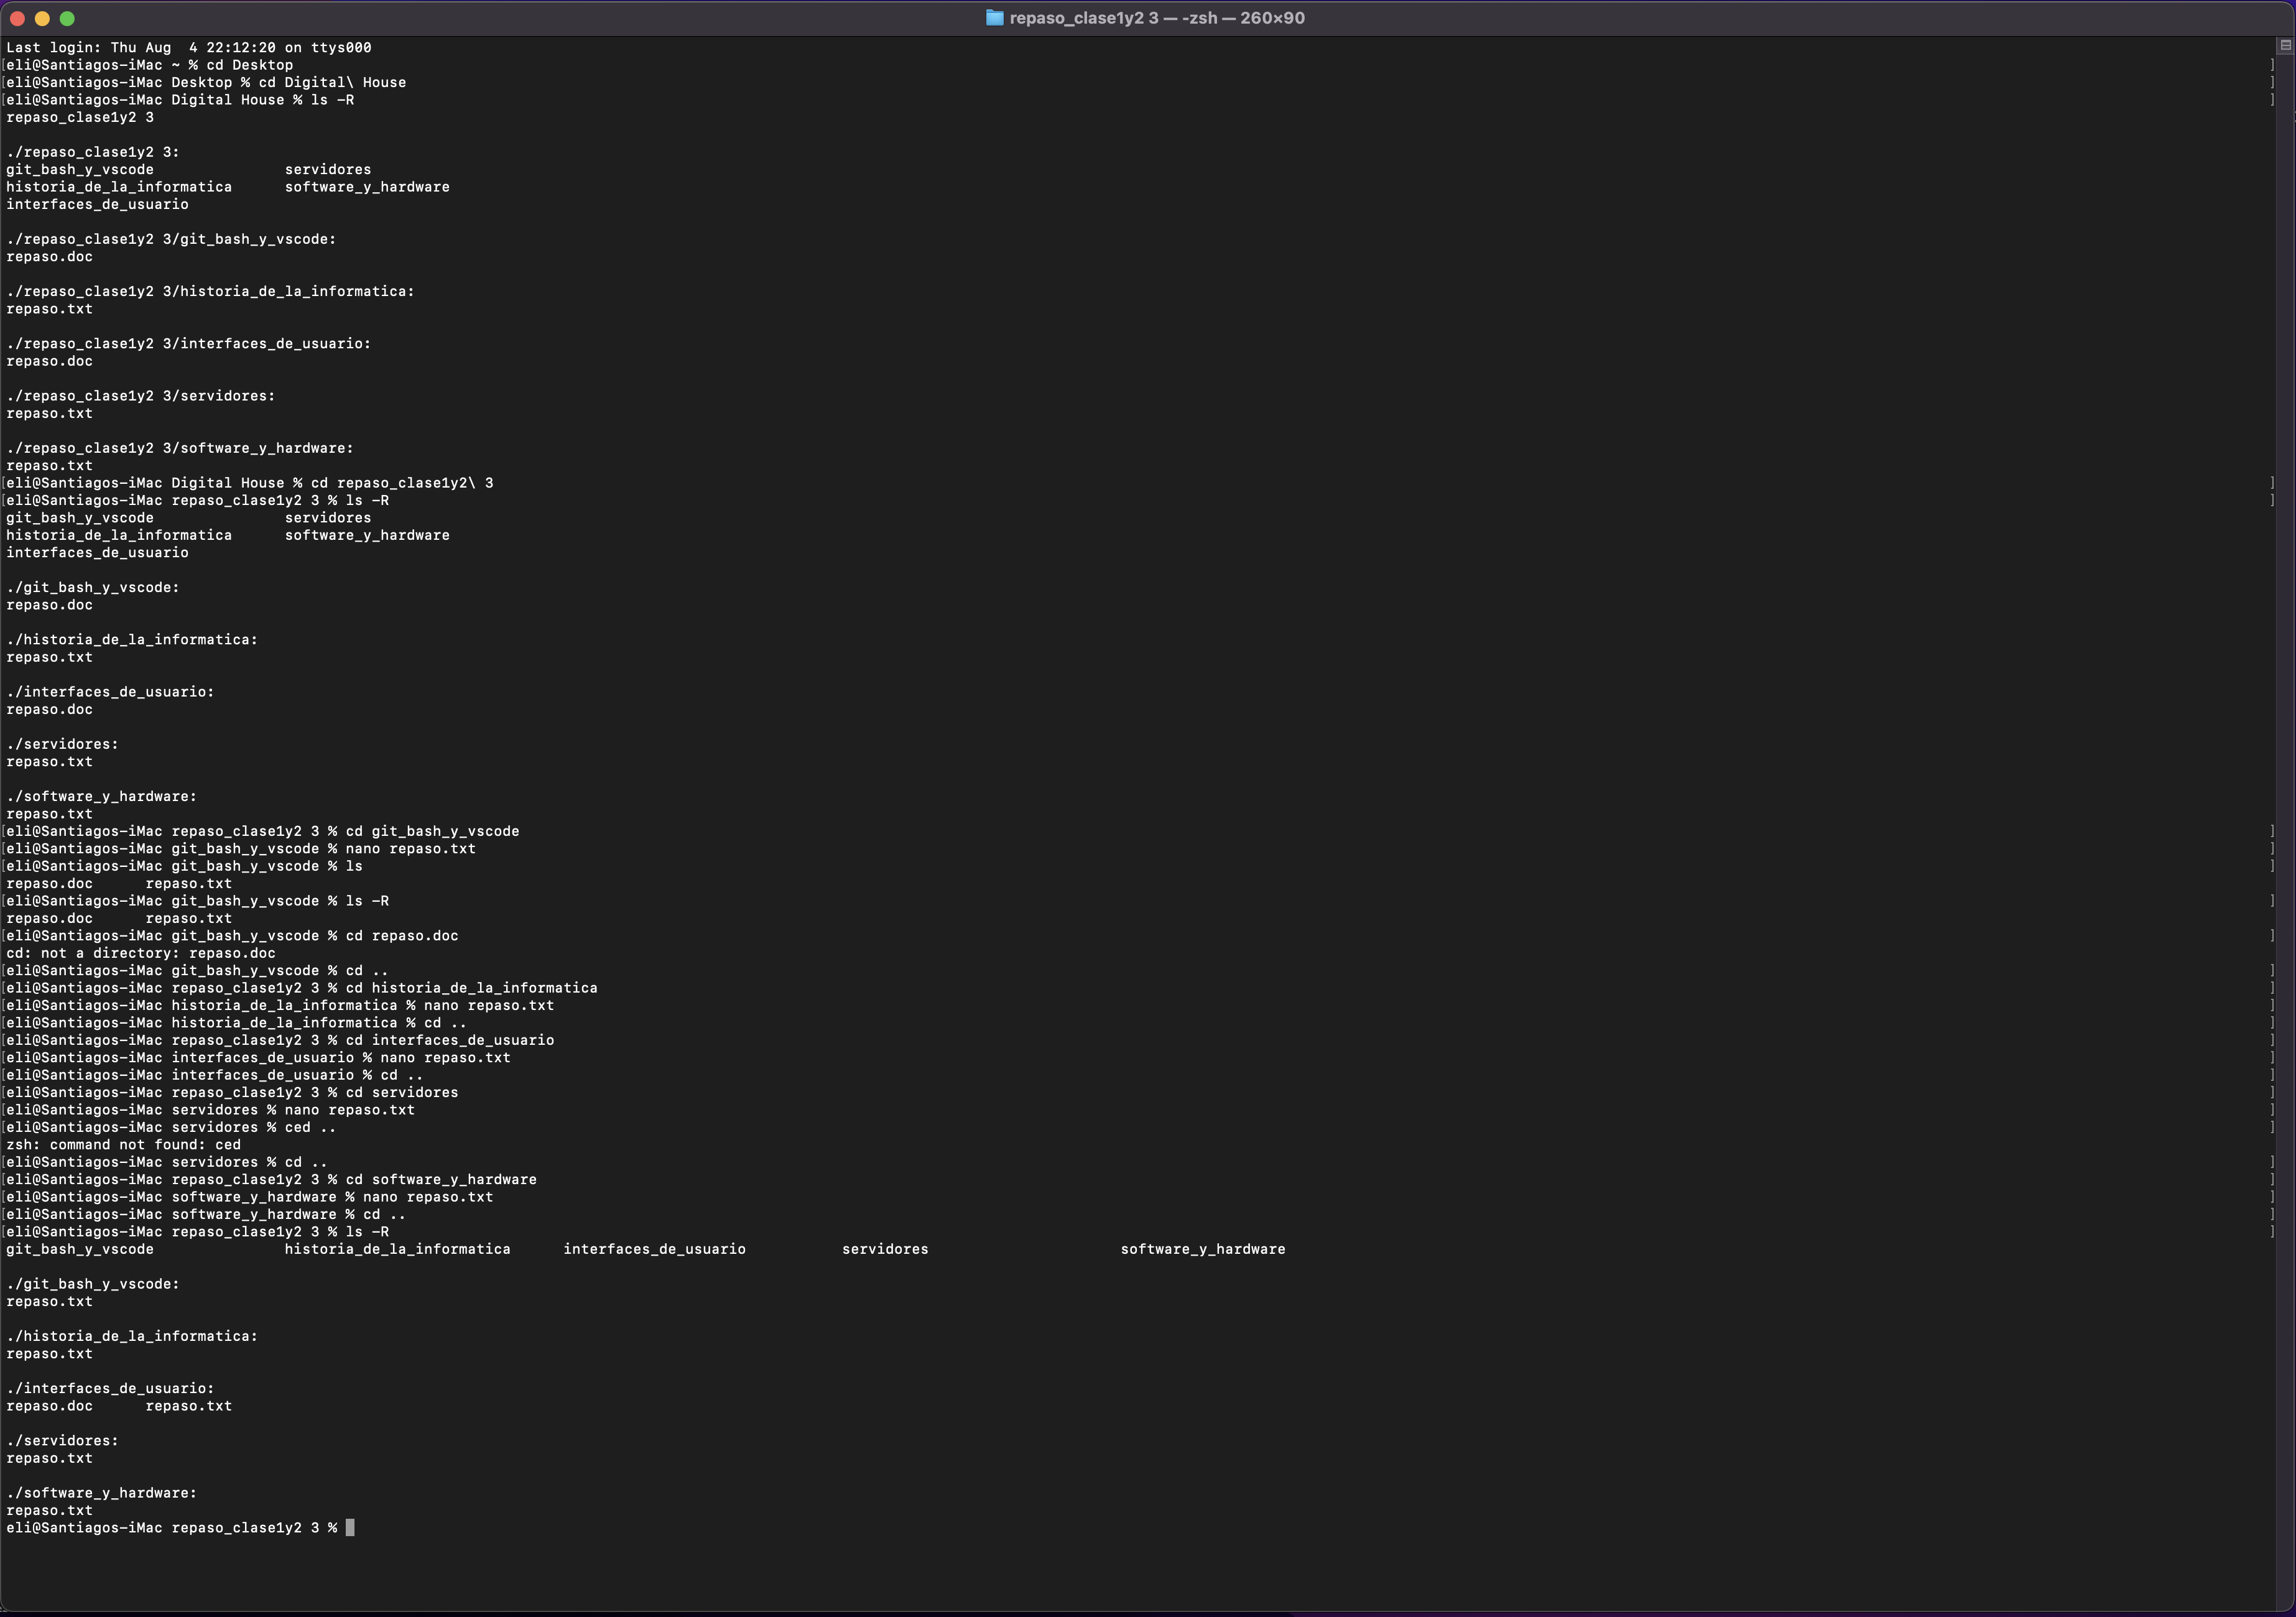 repaso_clase1y2 3 — -zsh — 260×90
Last login: Thu Aug  4 22:12:20 on ttys000
[eli@Santiagos-iMac ~ % cd Desktop ]
[eli@Santiagos-iMac Desktop % cd Digital\ House ]
[eli@Santiagos-iMac Digital House % ls -R ]
repaso_clase1y2 3

./repaso_clase1y2 3:
git_bash_y_vscode               servidores
historia_de_la_informatica      software_y_hardware
interfaces_de_usuario

./repaso_clase1y2 3/git_bash_y_vscode:
repaso.doc

./repaso_clase1y2 3/historia_de_la_informatica:
repaso.txt

./repaso_clase1y2 3/interfaces_de_usuario:
repaso.doc

./repaso_clase1y2 3/servidores:
repaso.txt

./repaso_clase1y2 3/software_y_hardware:
repaso.txt
[eli@Santiagos-iMac Digital House % cd repaso_clase1y2\ 3 ]
[eli@Santiagos-iMac repaso_clase1y2 3 % ls -R ]
git_bash_y_vscode               servidores
historia_de_la_informatica      software_y_hardware
interfaces_de_usuario

./git_bash_y_vscode:
repaso.doc

./historia_de_la_informatica:
repaso.txt

./interfaces_de_usuario:
repaso.doc

./servidores:
repaso.txt

./software_y_hardware:
repaso.txt
[eli@Santiagos-iMac repaso_clase1y2 3 % cd git_bash_y_vscode ]
[eli@Santiagos-iMac git_bash_y_vscode % nano repaso.txt ]
[eli@Santiagos-iMac git_bash_y_vscode % ls ]
repaso.doc      repaso.txt
[eli@Santiagos-iMac git_bash_y_vscode % ls -R ]
repaso.doc      repaso.txt
[eli@Santiagos-iMac git_bash_y_vscode % cd repaso.doc ]
cd: not a directory: repaso.doc
[eli@Santiagos-iMac git_bash_y_vscode % cd .. ]
[eli@Santiagos-iMac repaso_clase1y2 3 % cd historia_de_la_informatica ]
[eli@Santiagos-iMac historia_de_la_informatica % nano repaso.txt ]
[eli@Santiagos-iMac historia_de_la_informatica % cd .. ]
[eli@Santiagos-iMac repaso_clase1y2 3 % cd interfaces_de_usuario ]
[eli@Santiagos-iMac interfaces_de_usuario % nano repaso.txt ]
[eli@Santiagos-iMac interfaces_de_usuario % cd .. ]
[eli@Santiagos-iMac repaso_clase1y2 3 % cd servidores ]
[eli@Santiagos-iMac servidores % nano repaso.txt ]
[eli@Santiagos-iMac servidores % ced .. ]
zsh: command not found: ced
[eli@Santiagos-iMac servidores % cd .. ]
[eli@Santiagos-iMac repaso_clase1y2 3 % cd software_y_hardware ]
[eli@Santiagos-iMac software_y_hardware % nano repaso.txt ]
[eli@Santiagos-iMac software_y_hardware % cd .. ]
[eli@Santiagos-iMac repaso_clase1y2 3 % ls -R ]
git_bash_y_vscode               historia_de_la_informatica      interfaces_de_usuario           servidores                      software_y_hardware

./git_bash_y_vscode:
repaso.txt

./historia_de_la_informatica:
repaso.txt

./interfaces_de_usuario:
repaso.doc      repaso.txt

./servidores:
repaso.txt

./software_y_hardware:
repaso.txt
eli@Santiagos-iMac repaso_clase1y2 3 %